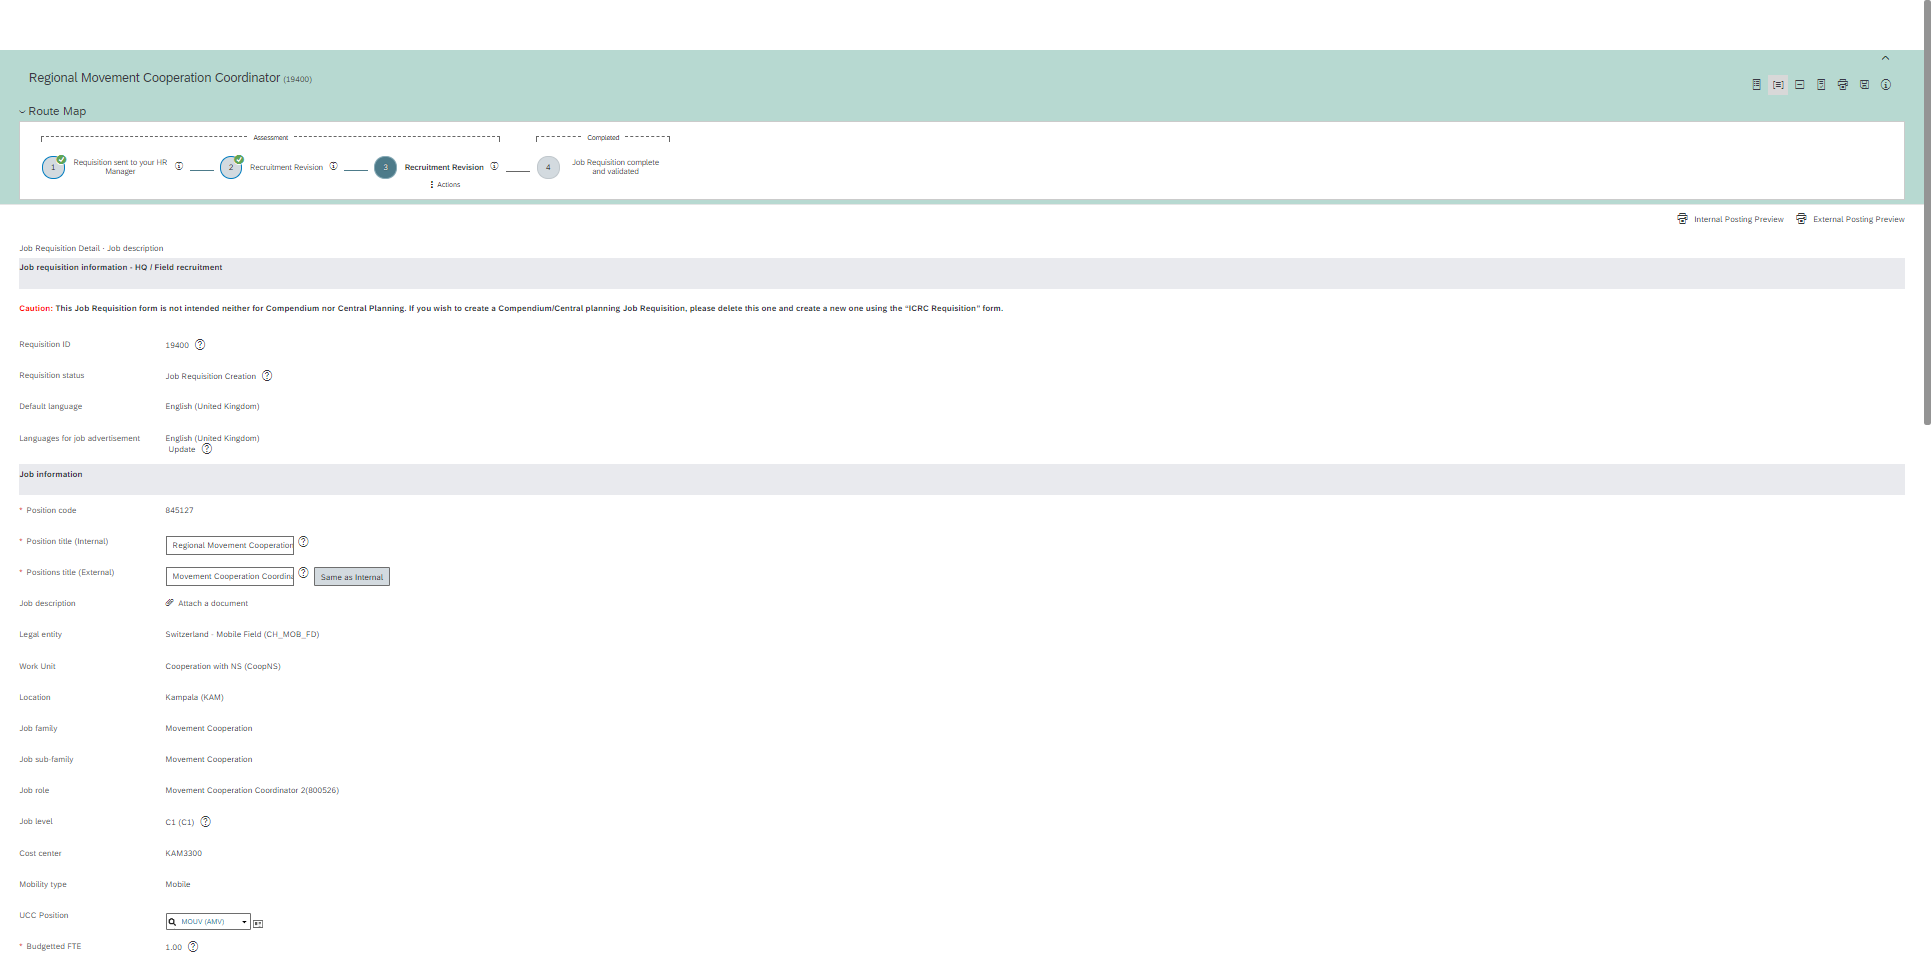 Regional Movement Cooperation Coordinator (19400)
Route Map
Assessment
Completed
1
Requisition sent to your HR
Manager
2
Recruitment Revision
3
Recruitment Revision
Actions
4
Job Requisition complete
and validated
Internal Posting Preview
External Posting Preview
Job Requisition Detail - Job description
Job requisition information - HQ / Field recruitment
Caution: This Job Requisition form is not intended neither for Compendium nor Central Planning. If you wish to create a Compendium/Central planning Job Requisition, please delete this one and create a new one using the "ICRC Requisition" form.
Requisition ID 19400
Requisition status Job Requisition Creation
Default language English (United Kingdom)
Languages for job advertisement English (United Kingdom)
Update
Job information
* Position code 845127
* Position title (Internal) Regional Movement Cooperation
* Positions title (External) Movement Cooperation Coordina Same as Internal
Job description Attach a document
Legal entity Switzerland - Mobile Field (CH_MOB_FD)
Work Unit Cooperation with NS (CoopNS)
Location Kampala (KAM)
Job family Movement Cooperation
Job sub-family Movement Cooperation
Job role Movement Cooperation Coordinator 2(800526)
Job level C1 (C1)
Cost center KAM3300
Mobility type Mobile
UCC Position MOUV (AMV)
* Budgetted FTE 1.00